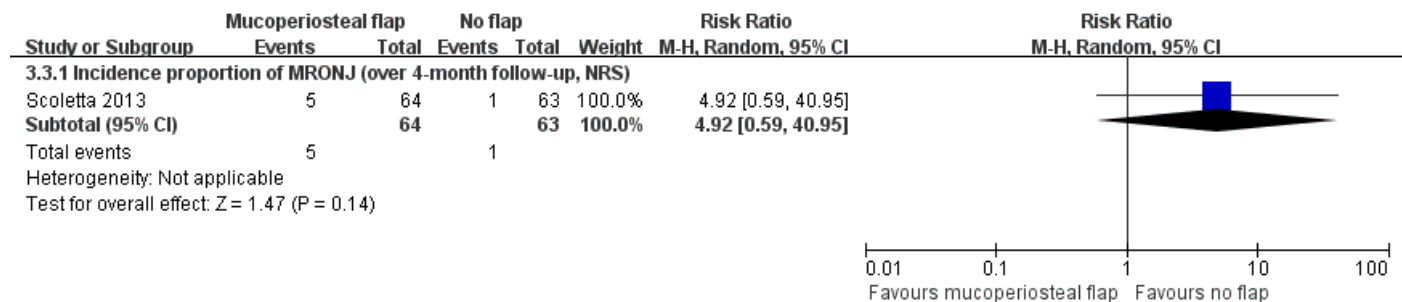 Mucoperiosteal flap No flap Risk Ratio Risk Ratio
Study or Subgroup Events Total Events Total Weight M-H, Random, 95% CI M-H, Random, 95% CI
3.3.1 Incidence proportion of MRONJ (over 4-month follow-up, NRS)
Scoletta 2013 5 64 1 63 100.0% 4.92 [0.59, 40.95]
Subtotal (95% CI) 64 63 100.0% 4.92 [0.59, 40.95]
Total events 5 1
Heterogeneity: Not applicable
Test for overall effect: Z = 1.47 (P = 0.14)
0.01 0.1 1 10 100
Favours mucoperiosteal flap Favours no flap